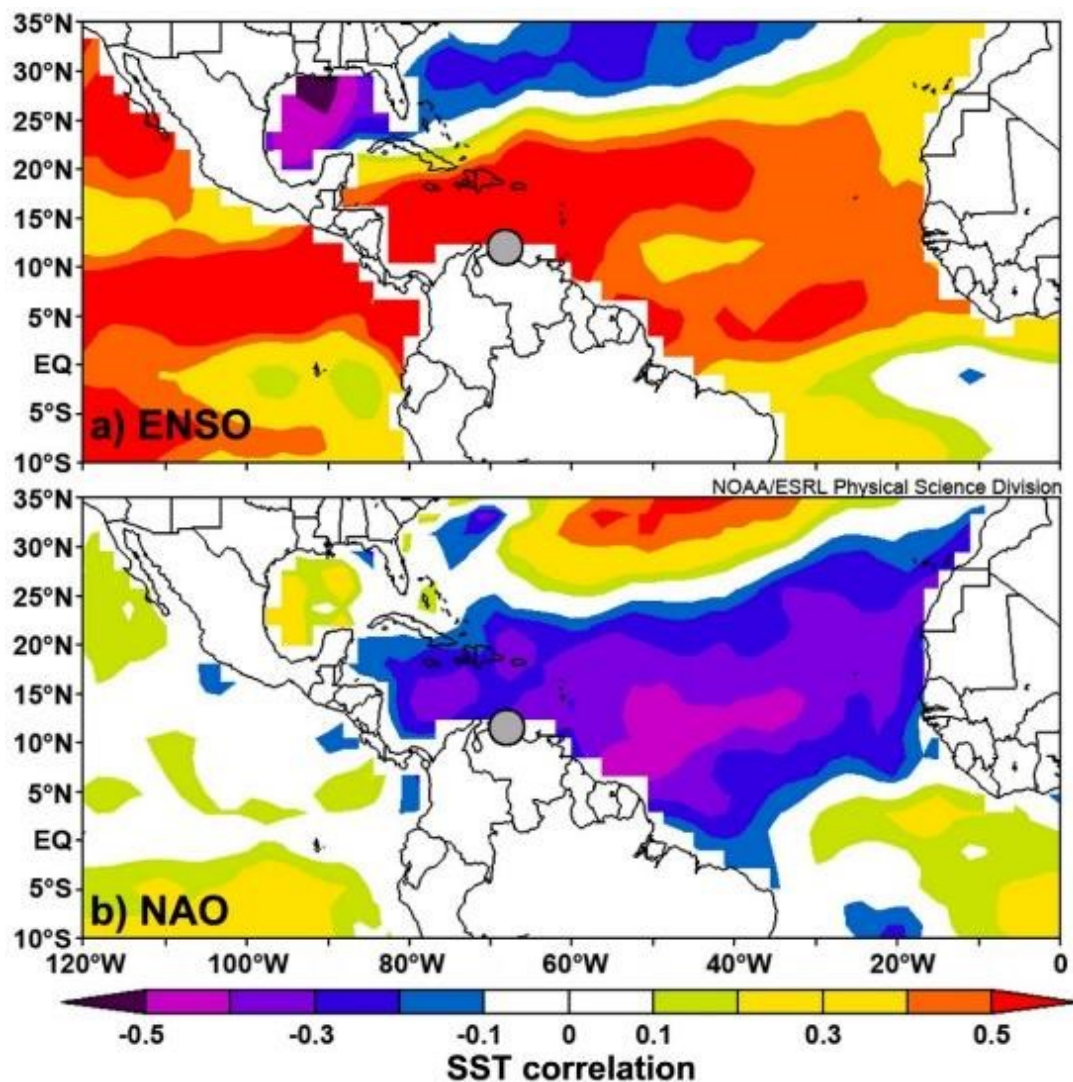 35°N
30°N
25°N
20°N
15°N
10°N
5°N
EQ
5°S
10°S
a) ENSO
NOAA/ESRL Physical Science Division
35°N
30°N
25°N
20°N
15°N
10°N
5°N
EQ
5°S
10°S
b) NAO
120°W 100°W 80°W 60°W 40°W 20°W 0
-0.5 -0.3 -0.1 0 0.1 0.3 0.5
SST correlation